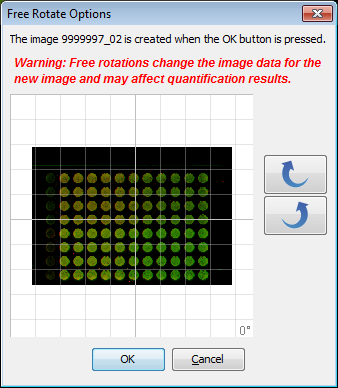 Free Rotate Options
The image 9999997_02 is created when the OK button is pressed.
Warning: Free rotations change the image data for the
new image and may affect quantification results.
0°
OK
Cancel